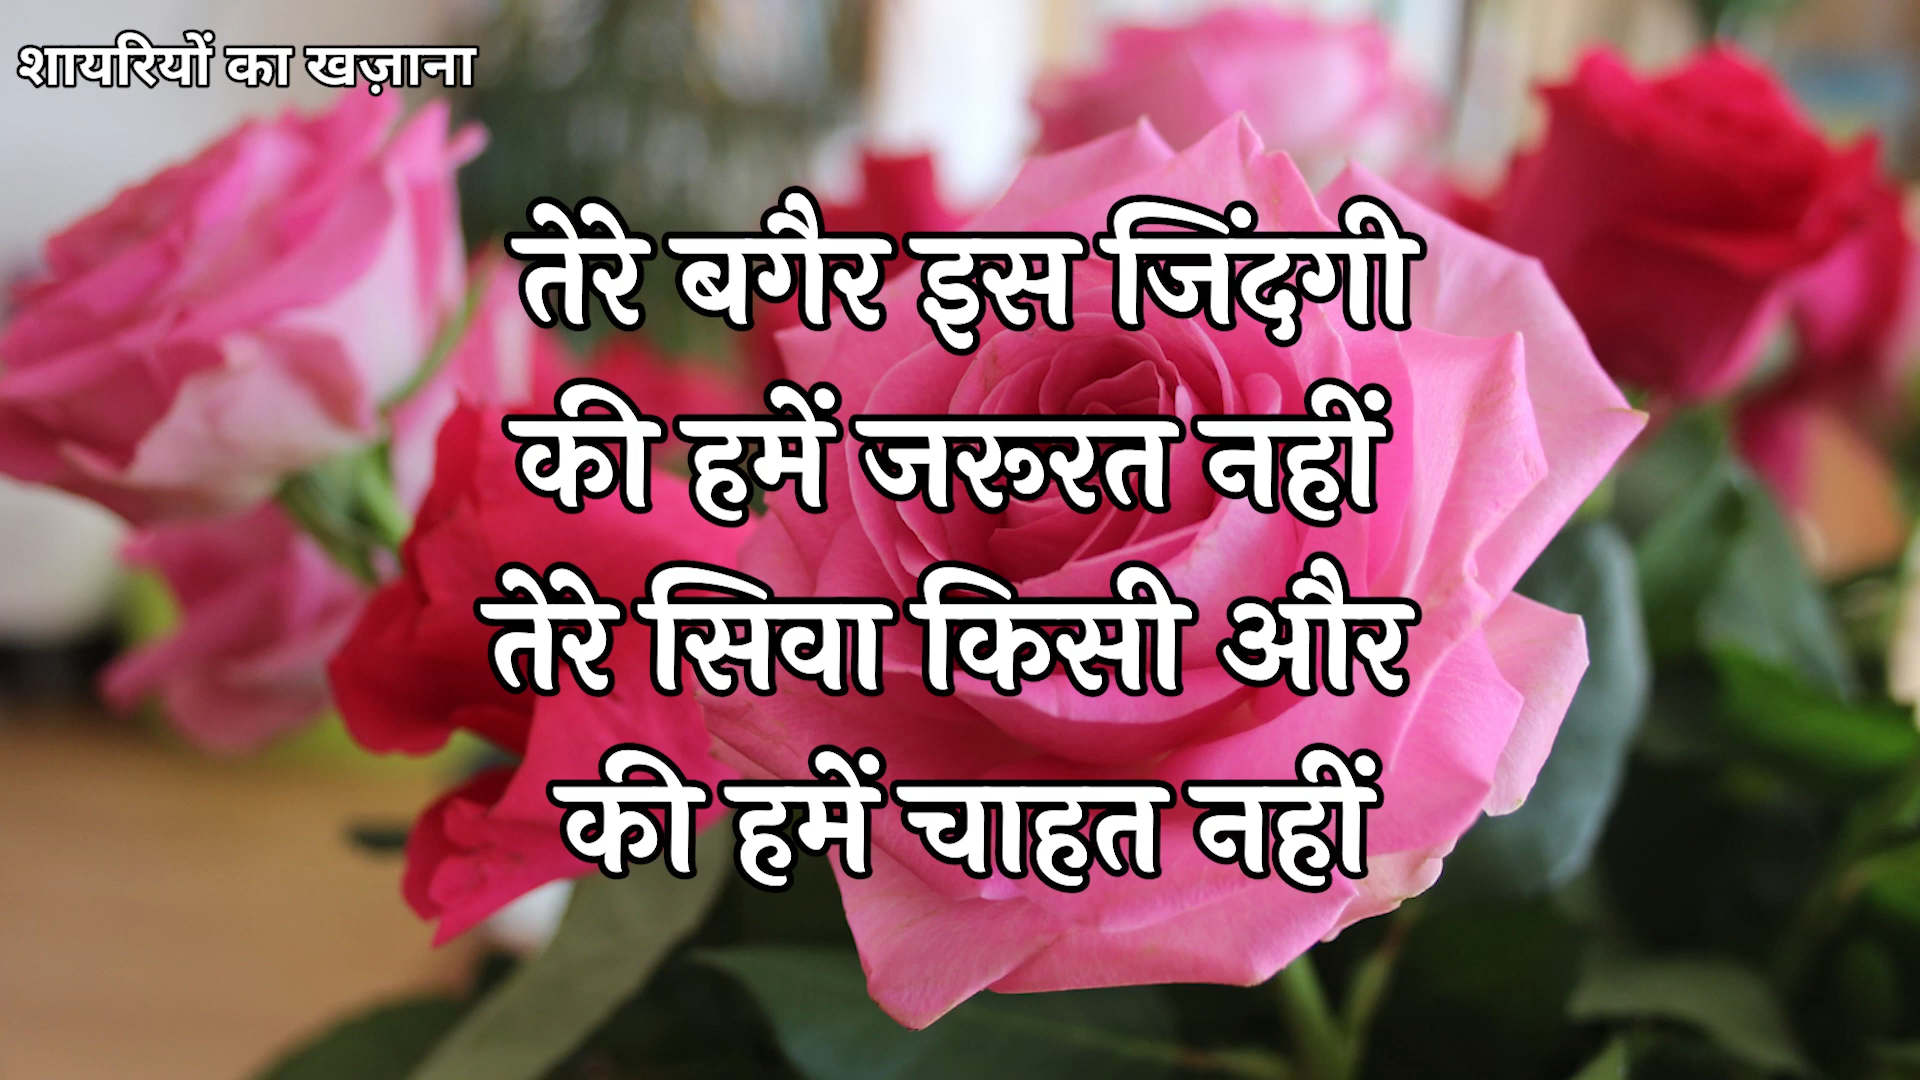 शायरियों का खज़ाना
तेरे बगैर इस जिंदगी
की हमें जरूरत नहीं
तेरे सिवा किसी और
की हमें चाहत नहीं